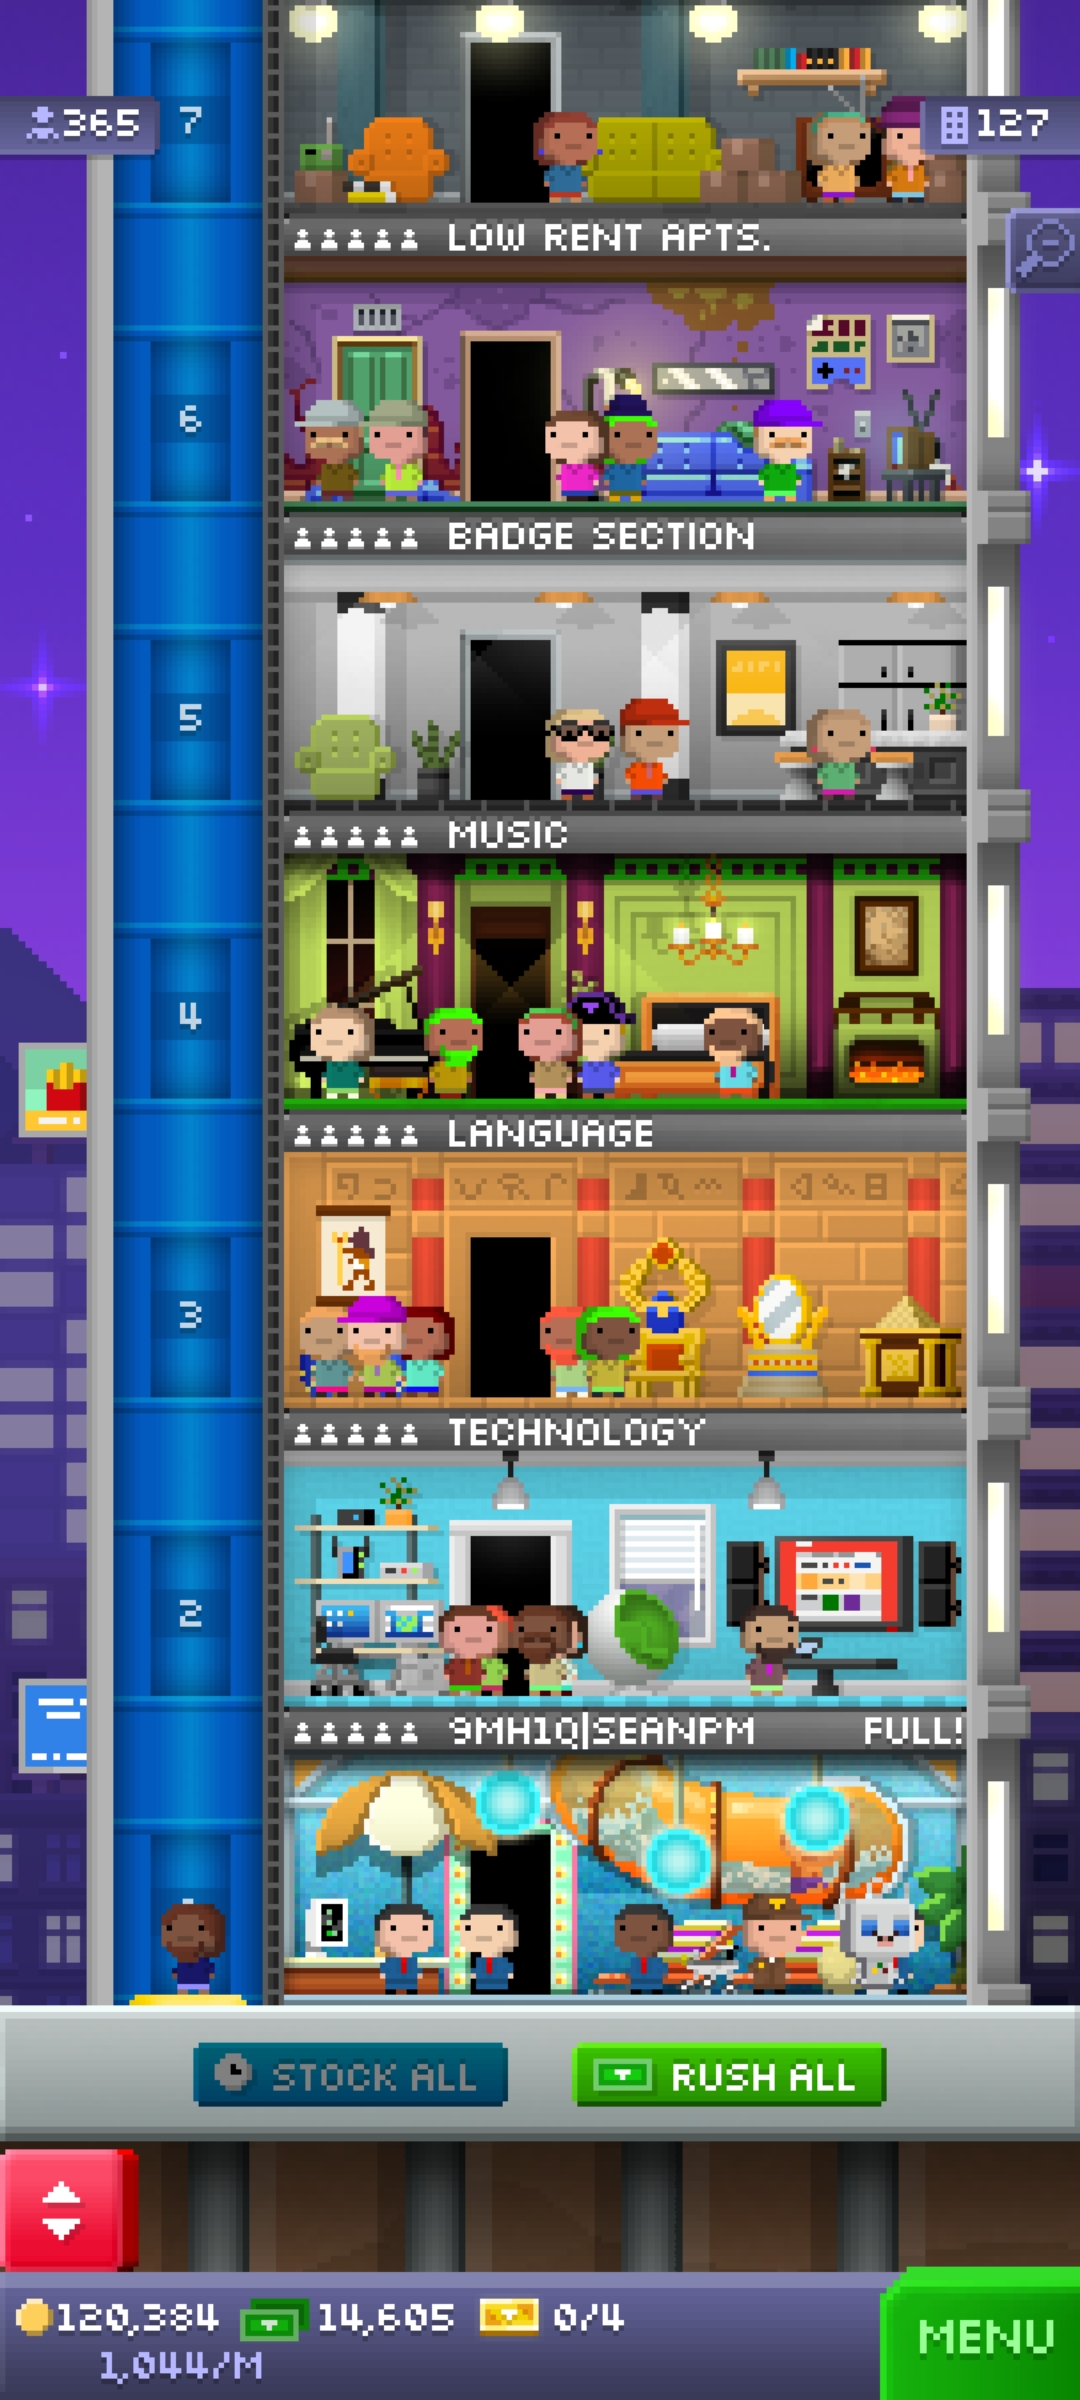 365
7
127
LOW RENT APTS.
6
BADGE SECTION
5
MUSIC
4
LANGUAGE
3
TECHNOLOGY
2
9MH1Q|SEANPM FULL!
STOCK ALL
RUSH ALL
120,384 14,605 0/4
1,044/M
MENU